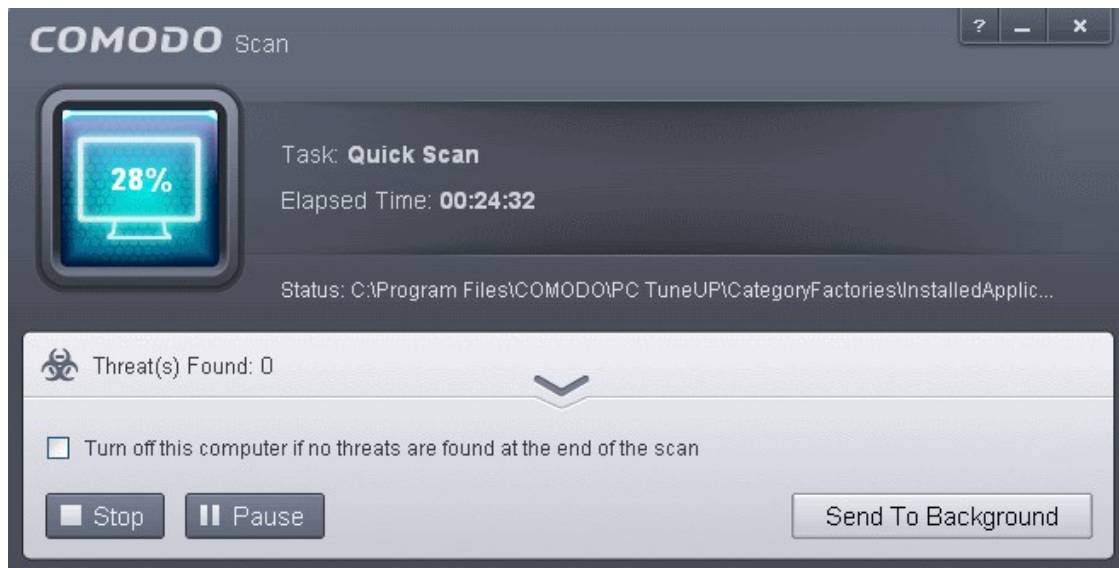 COMODO Scan
? – ×
28%
Task: Quick Scan
Elapsed Time: 00:24:32
Status: C:\Program Files\COMODO\PC TuneUP\CategoryFactories\InstalledApplic...
Threat(s) Found: 0
Turn off this computer if no threats are found at the end of the scan
Stop
Pause
Send To Background